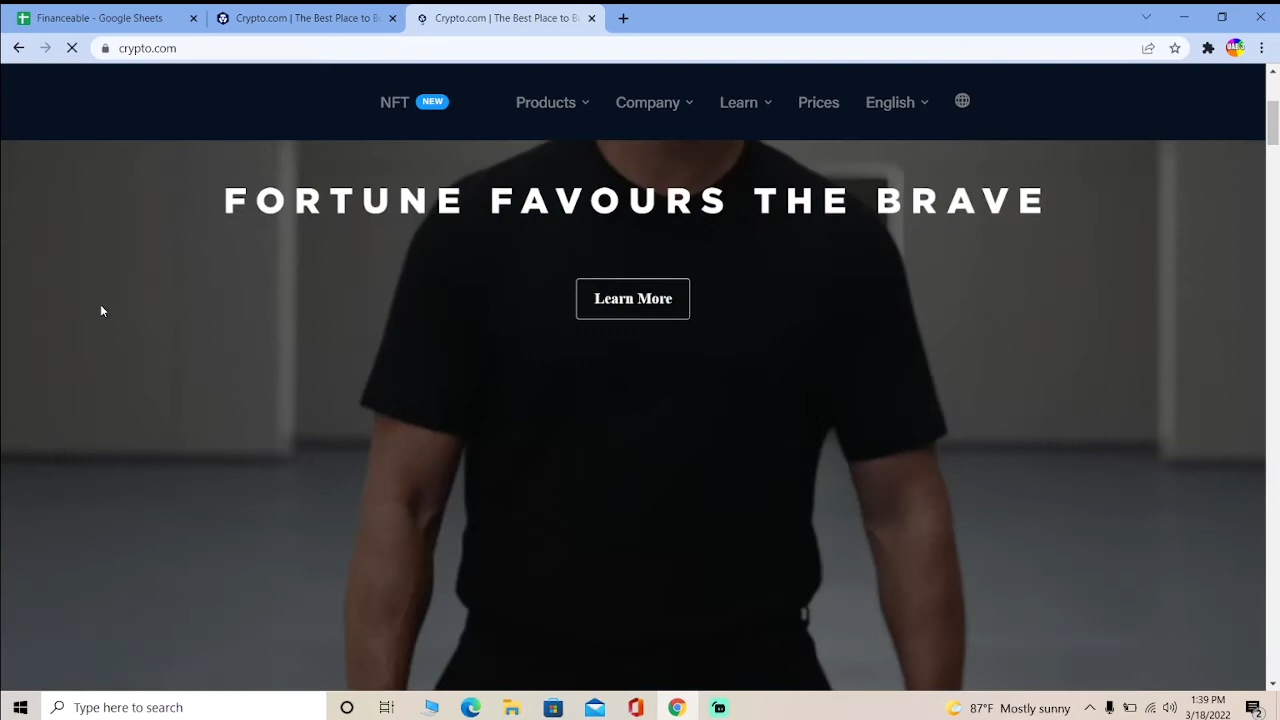 Financeable - Google Sheets
Crypto.com | The Best Place to B
Crypto.com | The Best Place to B
crypto.com
NFT NEW Products Company Learn Prices English
FORTUNE FAVOURS THE BRAVE
Learn More
Type here to search
87°F Mostly sunny
1:39 PM
3/18/2022
2